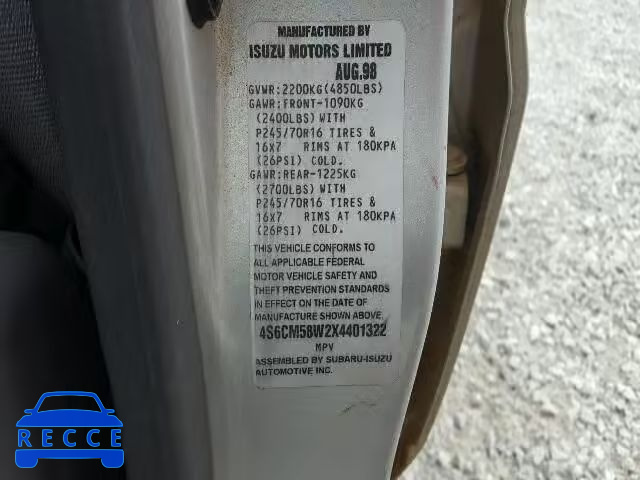 MANUFACTURED BY
ISUZU MOTORS LIMITED
AUG.98
GVWR:2200KG(4850LBS)
GAWR:FRONT-1090KG
(2400LBS)WITH
P245/70R16 TIRES &
16x7 RIMS AT 180KPA
(26PSI) COLD.
GAWR:REAR-1225KG
(2700LBS) WITH
P245/70R16 TIRES &
16x7 RIMS AT 180KPA
(26PSI) COLD.
THIS VEHICLE CONFORMS TO
ALL APPLICABLE FEDERAL
MOTOR VEHICLE SAFETY AND
THEFT PREVENTION STANDARDS
IN EFFECT ON THE DATE OF
MANUFACTURE SHOWN ABOVE.
4S6CM58W2X4401322
MPV
ASSEMBLED BY SUBARU-ISUZU
AUTOMOTIVE INC.
RECCE